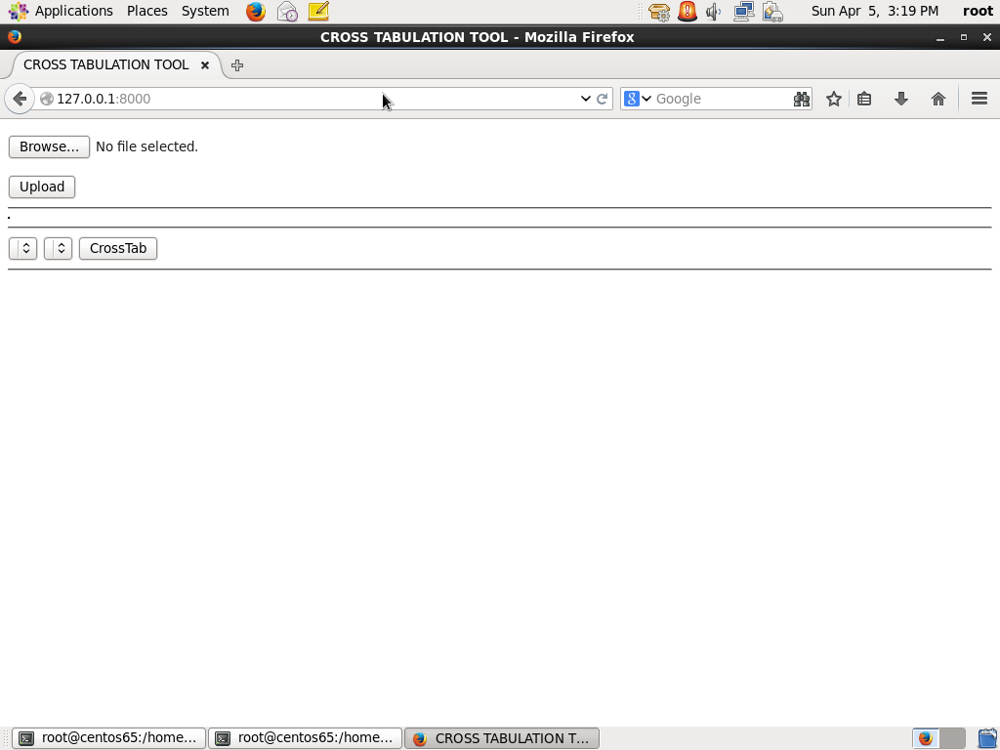 Applications Places System Sun Apr 5, 3:19 PM root
CROSS TABULATION TOOL - Mozilla Firefox
CROSS TABULATION TOOL
127.0.0.1:8000 Google
Browse... No file selected.
Upload
.
CrossTab
root@centos65:/home... root@centos65:/home... CROSS TABULATION T...